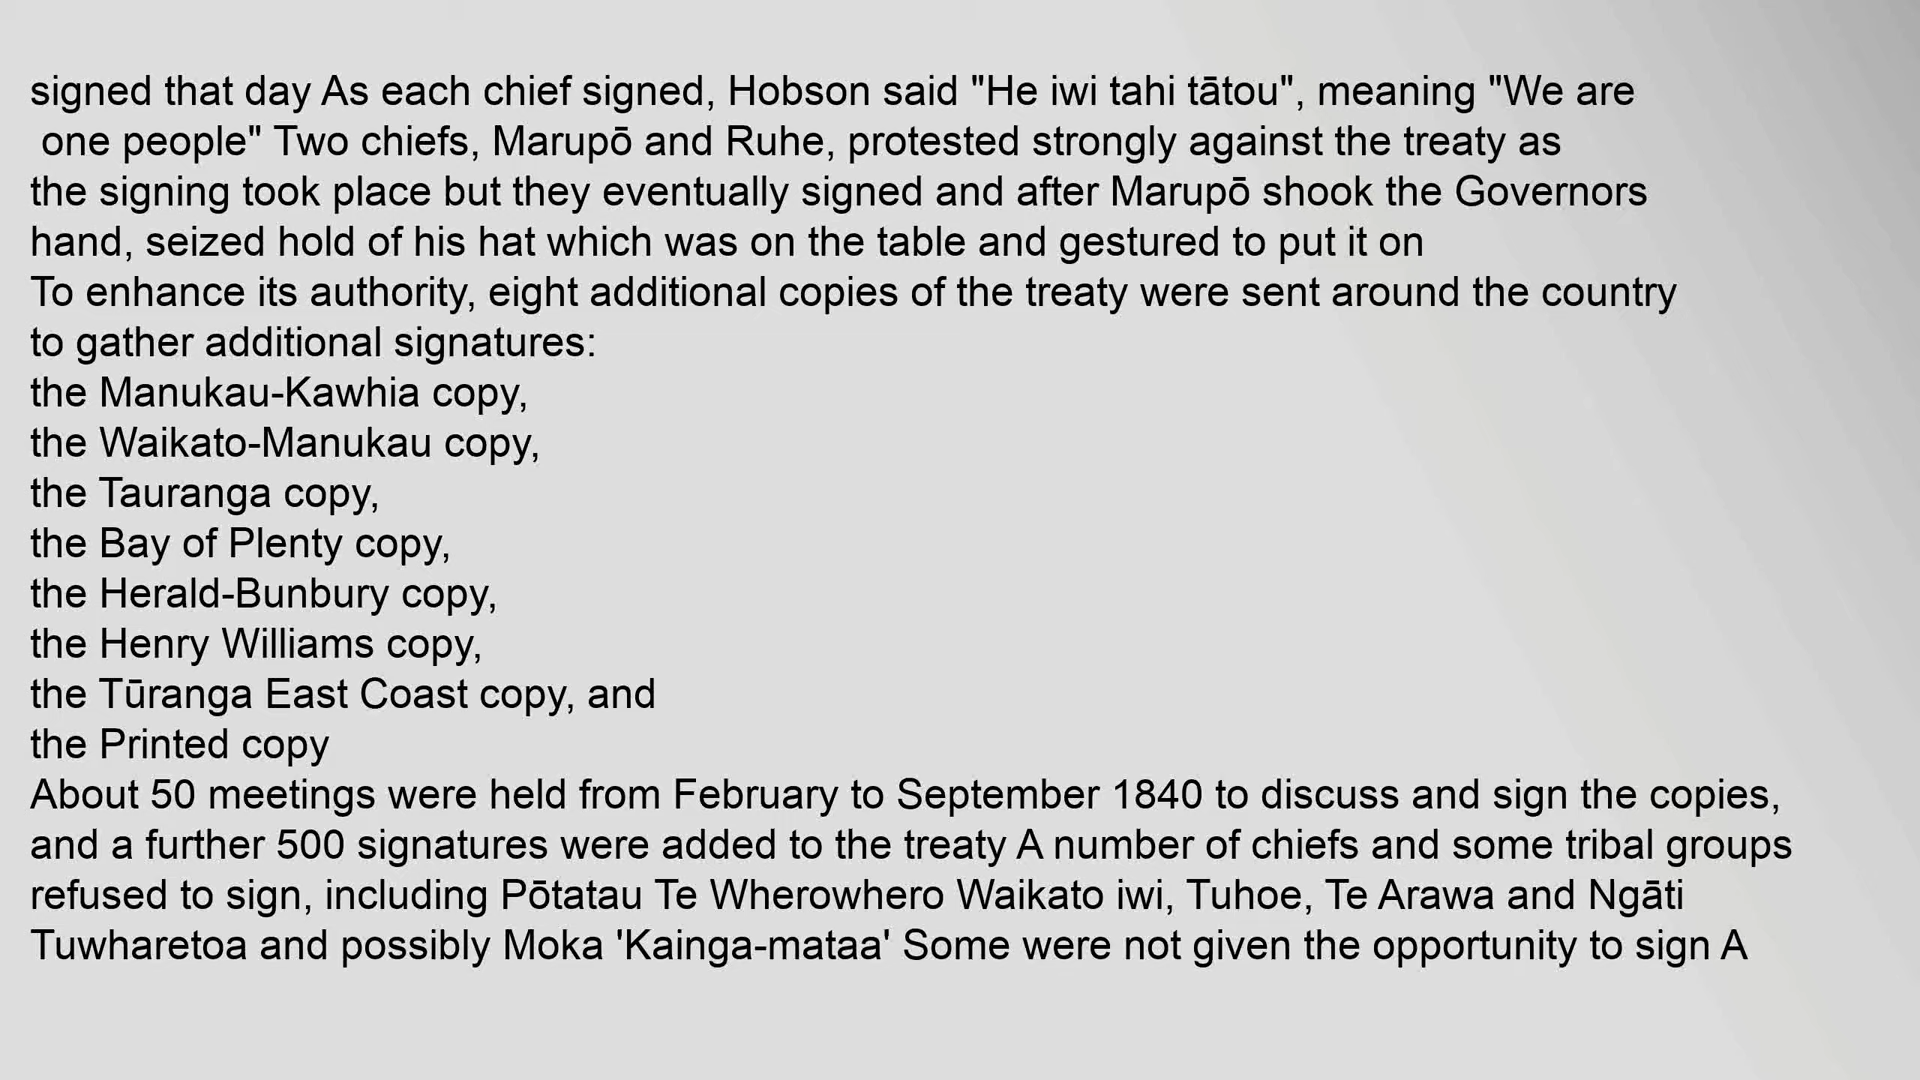 signed that day As each chief signed, Hobson said "He iwi tahi tātou", meaning "We are
one people" Two chiefs, Marupō and Ruhe, protested strongly against the treaty as
the signing took place but they eventually signed and after Marupō shook the Governors
hand, seized hold of his hat which was on the table and gestured to put it on
To enhance its authority, eight additional copies of the treaty were sent around the country
to gather additional signatures:
the Manukau-Kawhia copy,
the Waikato-Manukau copy,
the Tauranga copy,
the Bay of Plenty copy,
the Herald-Bunbury copy,
the Henry Williams copy,
the Tūranga East Coast copy, and
the Printed copy
About 50 meetings were held from February to September 1840 to discuss and sign the copies,
and a further 500 signatures were added to the treaty A number of chiefs and some tribal groups
refused to sign, including Pōtatau Te Wherowhero Waikato iwi, Tuhoe, Te Arawa and Ngāti
Tuwharetoa and possibly Moka 'Kainga-mataa' Some were not given the opportunity to sign A